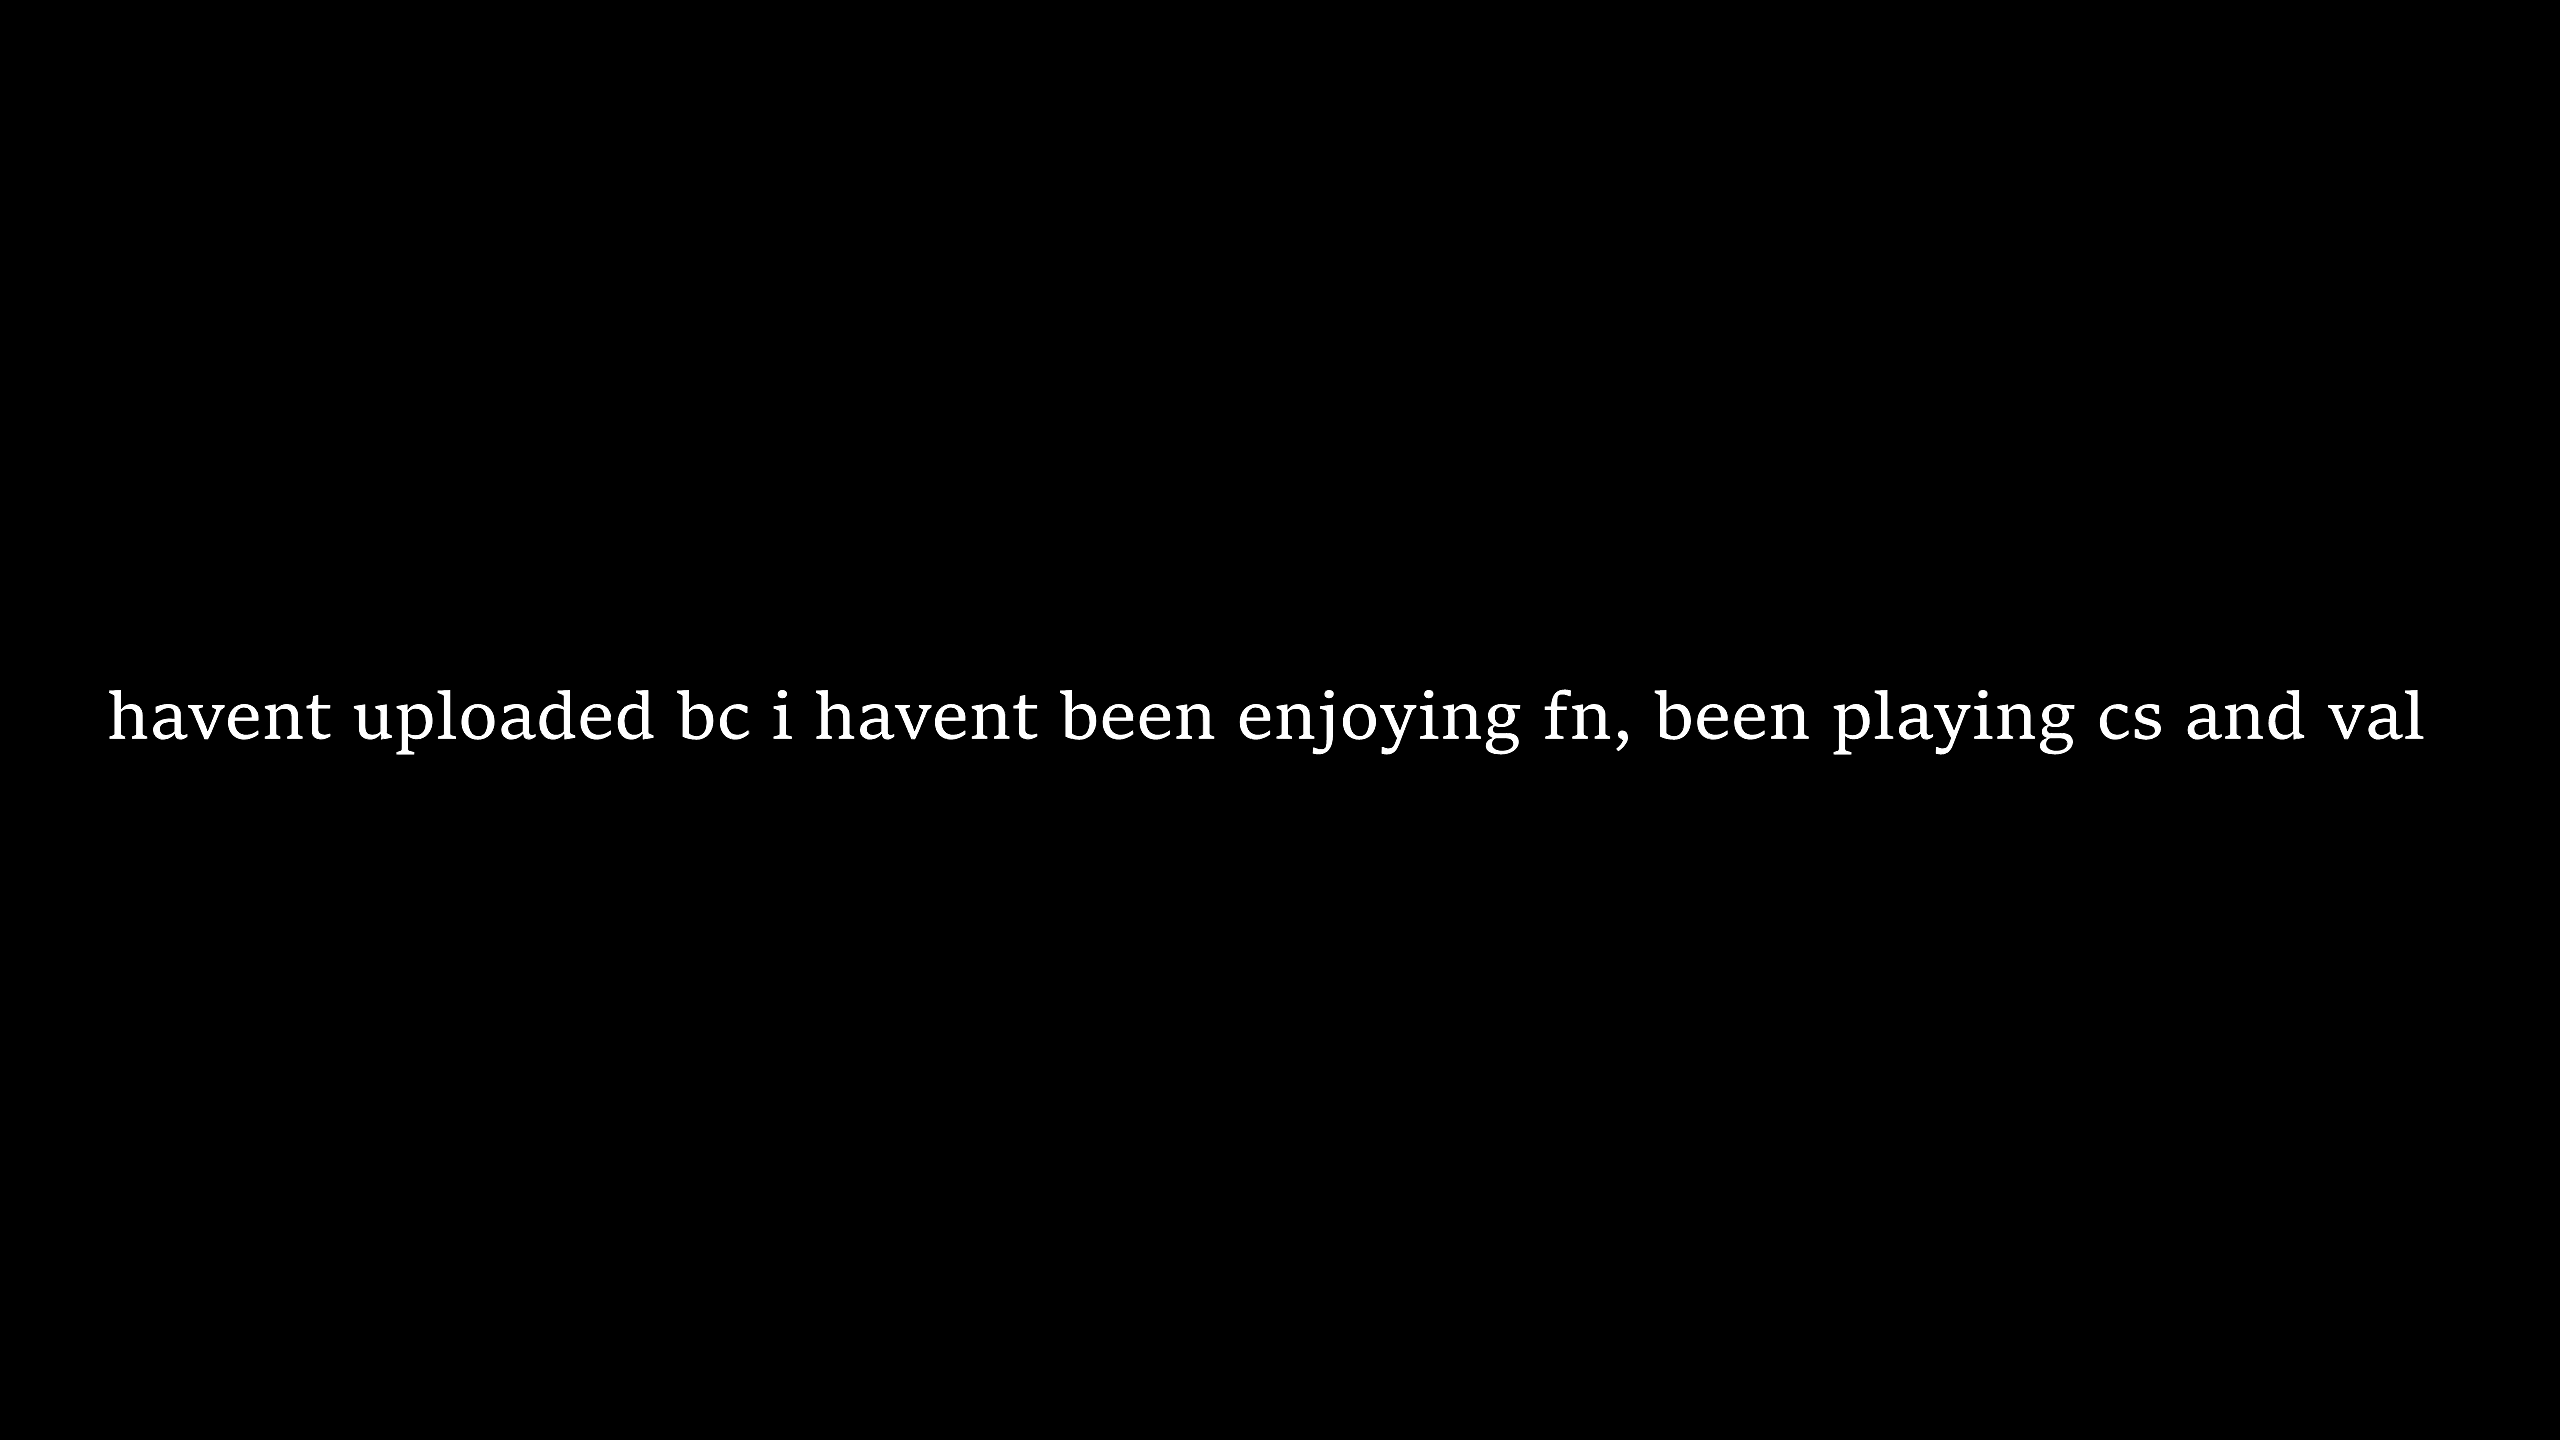 havent uploaded bc i havent been enjoying fn, been playing cs and val